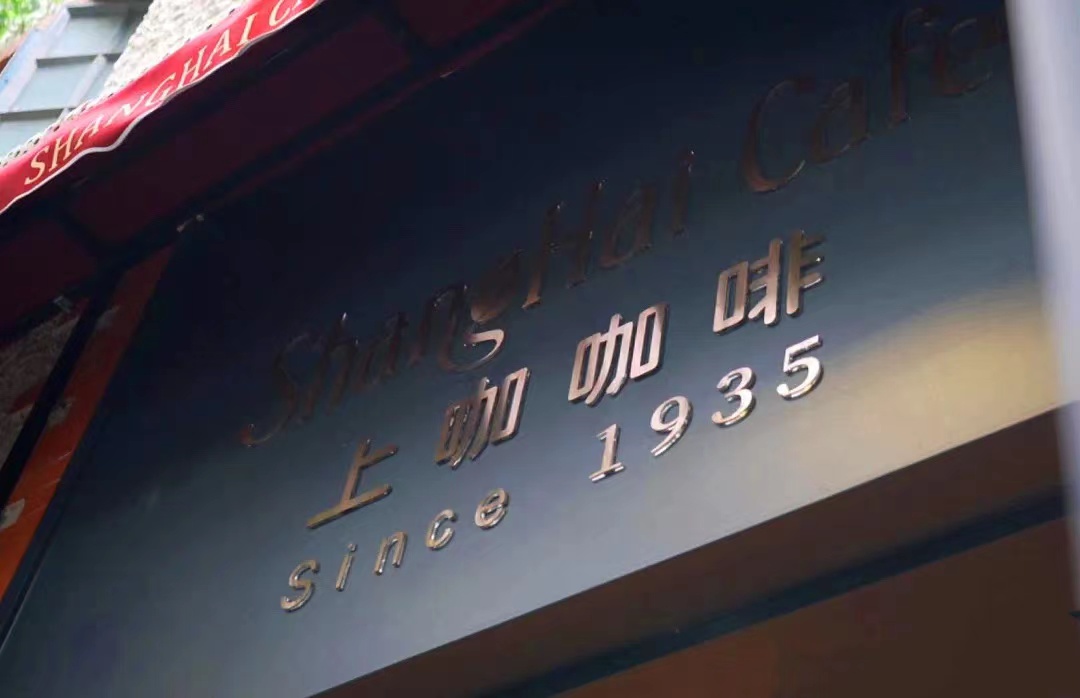 SHANGHAI C
ShangHai Cafe
上咖咖啡
Since 1935